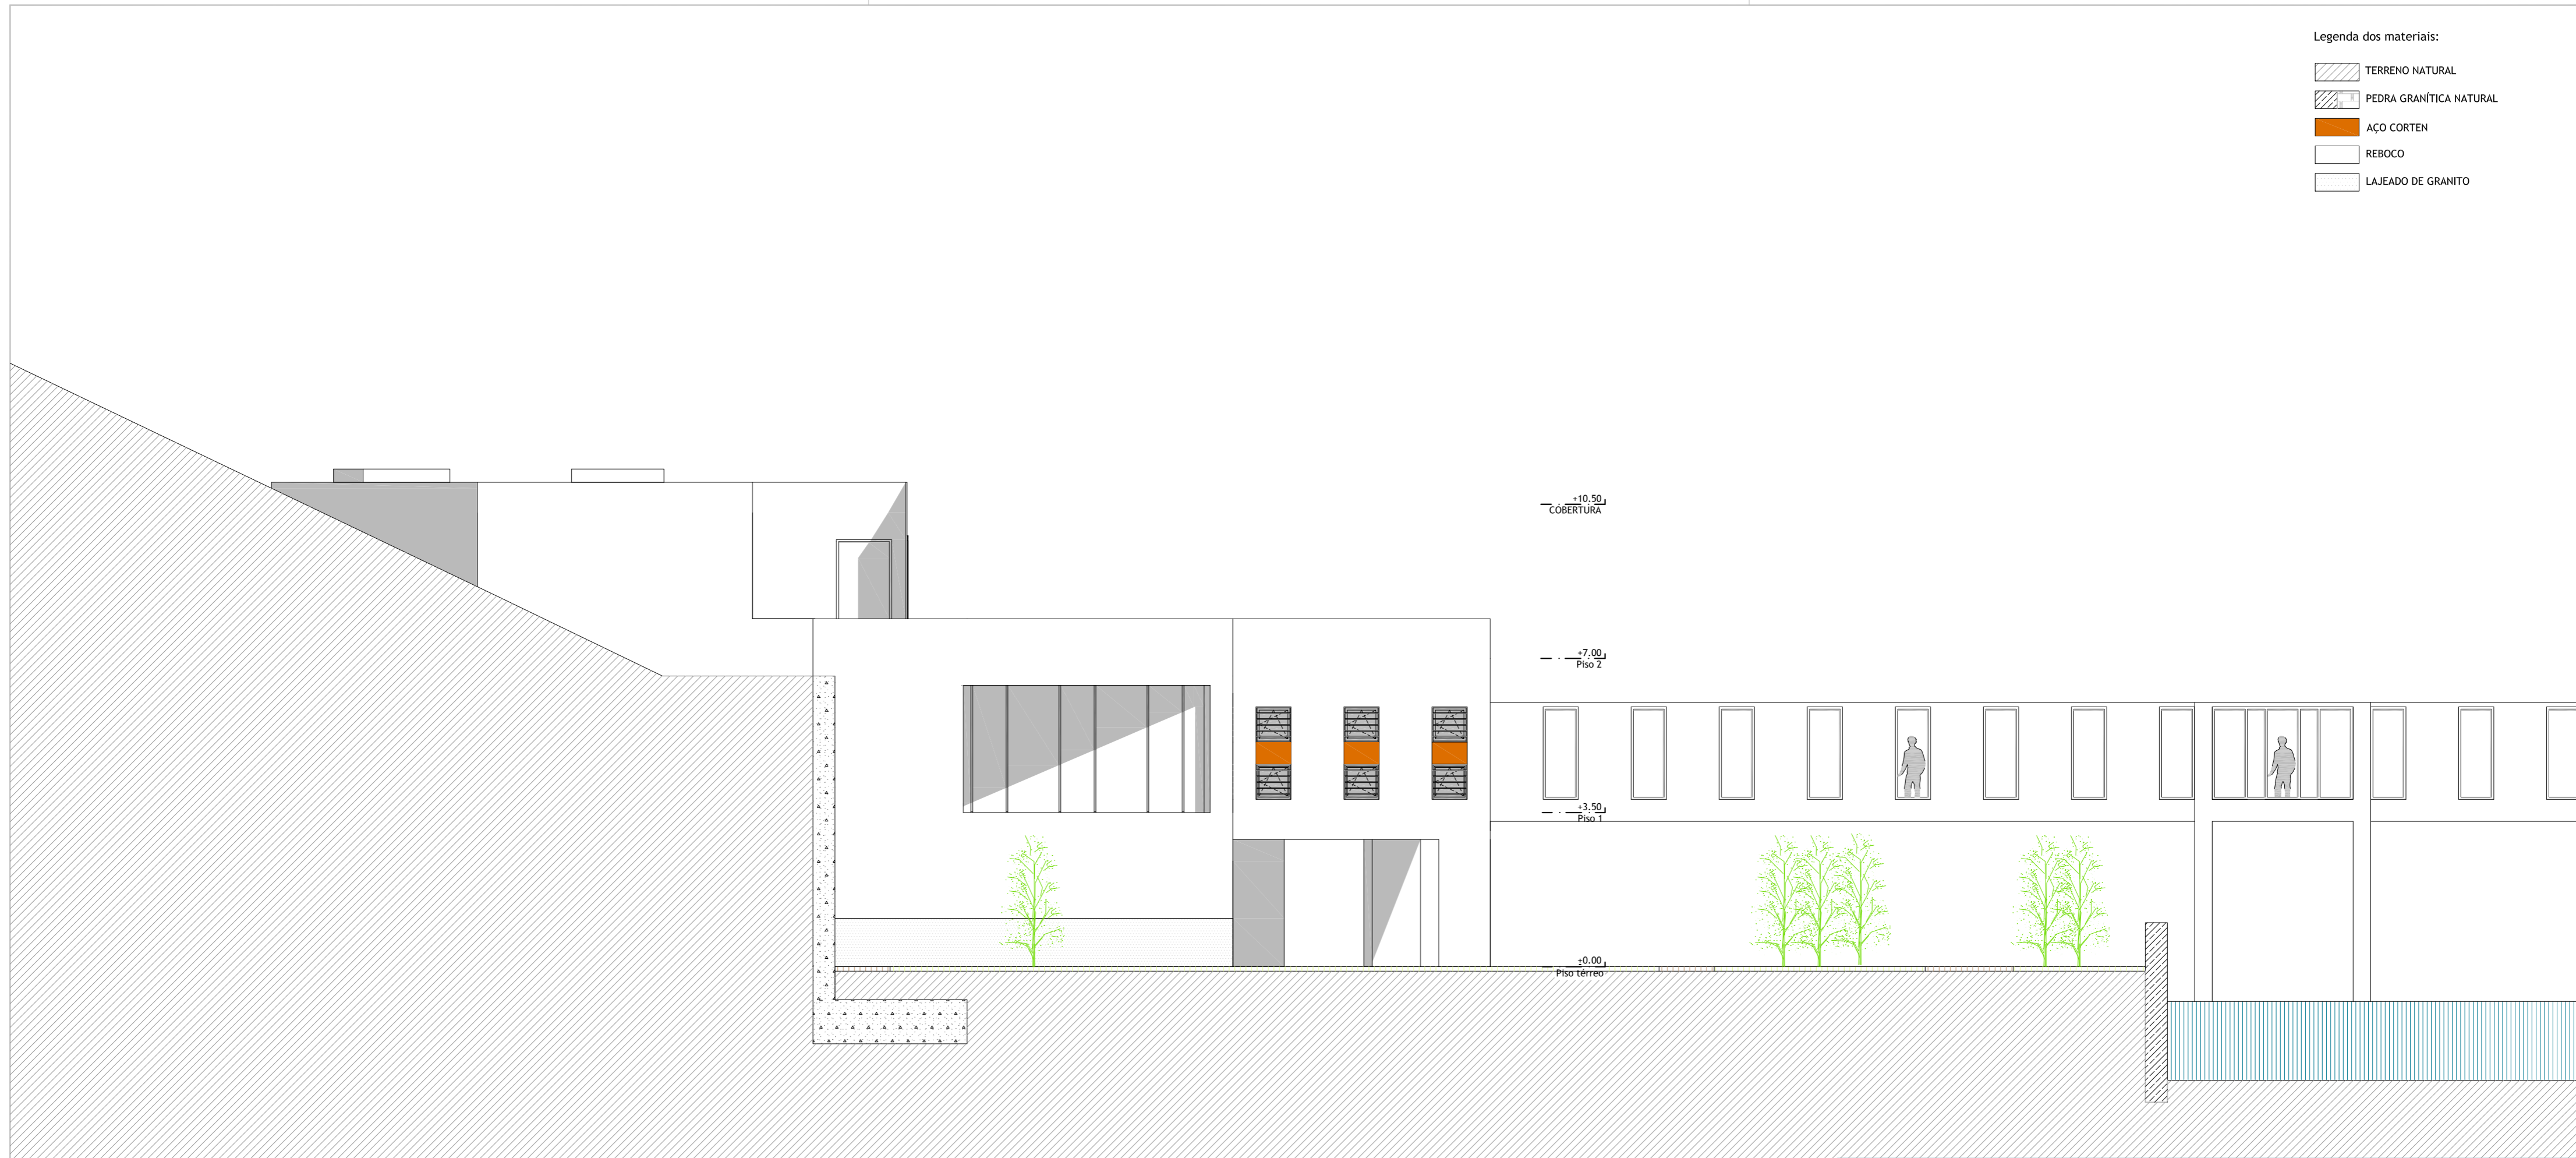 Legenda dos materiais:
TERRENO NATURAL
PEDRA GRANÍTICA NATURAL
AÇO CORTEN
REBOCO
LAJEADO DE GRANITO
+10.50
COBERTURA
+7.00
Piso 2
+3.50
Piso 1
+0.00
Piso térreo